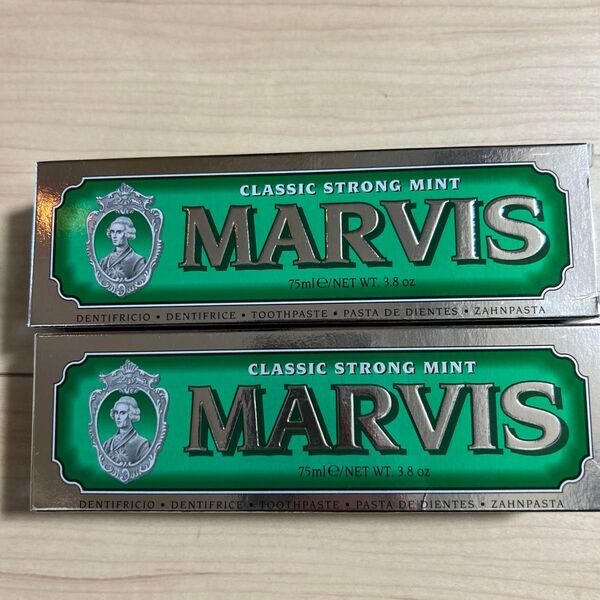 CLASSIC STRONG MINT
MARVIS
75ml ℮/NET WT. 3.8 oz
DENTIFRICIO • DENTIFRICE • TOOTHPASTE • PASTA DE DIENTES • ZAHNPASTA
CLASSIC STRONG MINT
MARVIS
75ml ℮/NET WT. 3.8 oz
DENTIFRICIO • DENTIFRICE • TOOTHPASTE • PASTA DE DIENTES • ZAHNPASTA